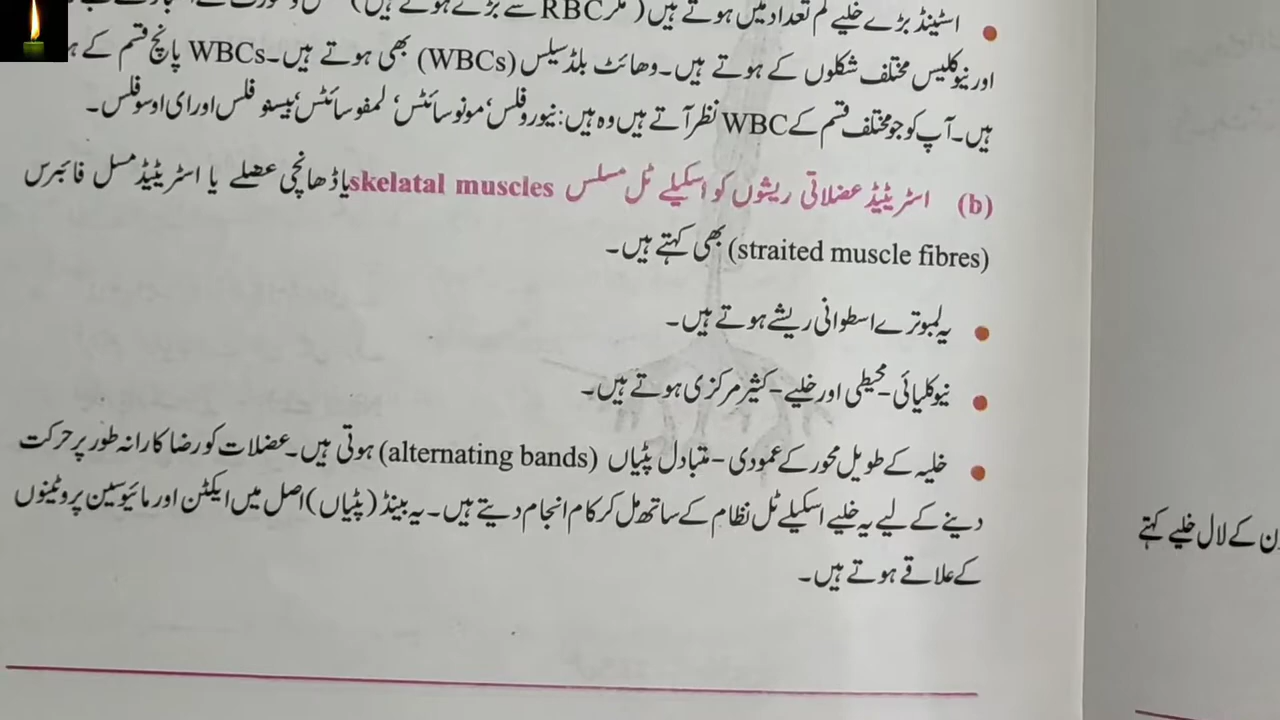 اسٹینڈ بڑے خلیے کم تعداد میں ہوتے ہیں (مگر RBC سے بڑے ہوتے ہیں)
اور نیوکلیس مختلف شکلوں کے ہوتے ہیں۔ وہائٹ بلڈ سیلس (WBCs) بھی ہوتے ہیں۔ WBCs پانچ قسم کے
ہیں۔ آپ کو جو مختلف قسم کے WBC نظر آتے ہیں وہ ہیں: نیوروفلس، مونوسائٹس، لمفوسائٹس، بیسوفلس اور ای اوسوفلس۔
(b) اسٹریٹیڈ عضلاتی ریشوں کو اسکیلے ٹل مسلس skelatal muscles یا ڈھانچی عضلے یا اسٹریٹیڈ مسل فائبرس
(straited muscle fibres) بھی کہتے ہیں۔
• یہ لمبوترے اسطوانی ریشے ہوتے ہیں۔
• نیوکلیائی - محیطی اور خلیے - کثیر مرکزی ہوتے ہیں۔
• خلیہ کے طویل محور کے عمودی - متبادل پٹیاں (alternating bands) ہوتی ہیں۔ عضلات کو رضاکارانہ طور پر حرکت
دینے کے لیے یہ خلیے اسکیلے ٹل نظام کے ساتھ مل کر کام انجام دیتے ہیں۔ یہ بینڈ (پٹیاں) اصل میں ایکٹن اور مائیوسین پروٹینوں
کے علاقے ہوتے ہیں۔
ن کے لال خلیے کہتے